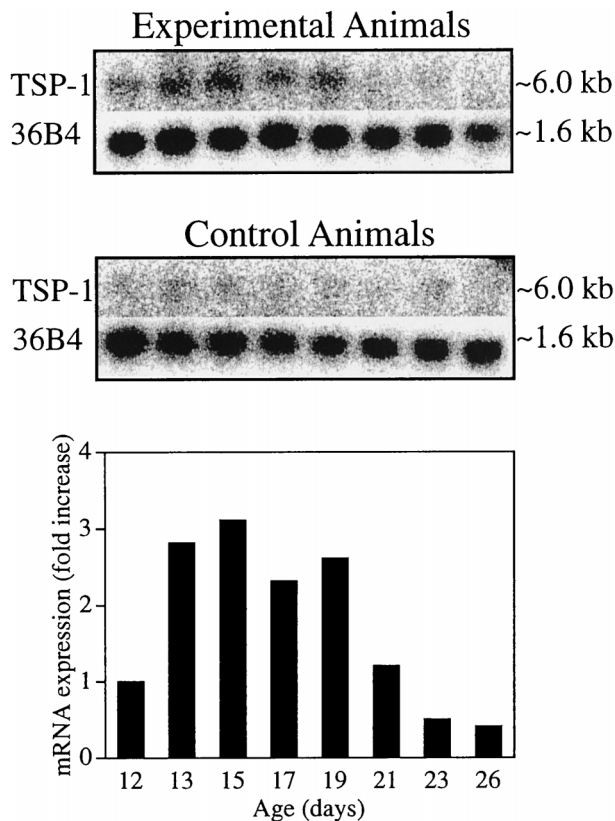 Experimental Animals
TSP-1 ~6.0 kb
36B4 ~1.6 kb
Control Animals
TSP-1 ~6.0 kb
36B4 ~1.6 kb
mRNA expression (fold increase)
4
3
2
1
0
12 13 15 17 19 21 23 26
Age (days)